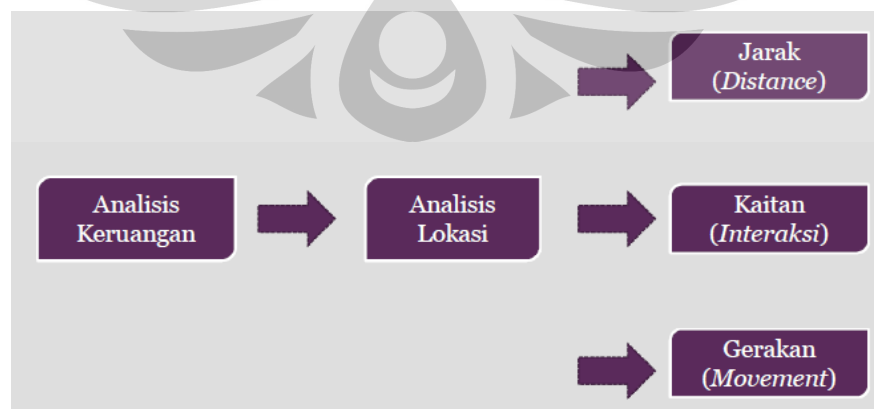 Jarak
(Distance)
Analisis
Keruangan
Analisis
Lokasi
Kaitan
(Interaksi)
Gerakan
(Movement)